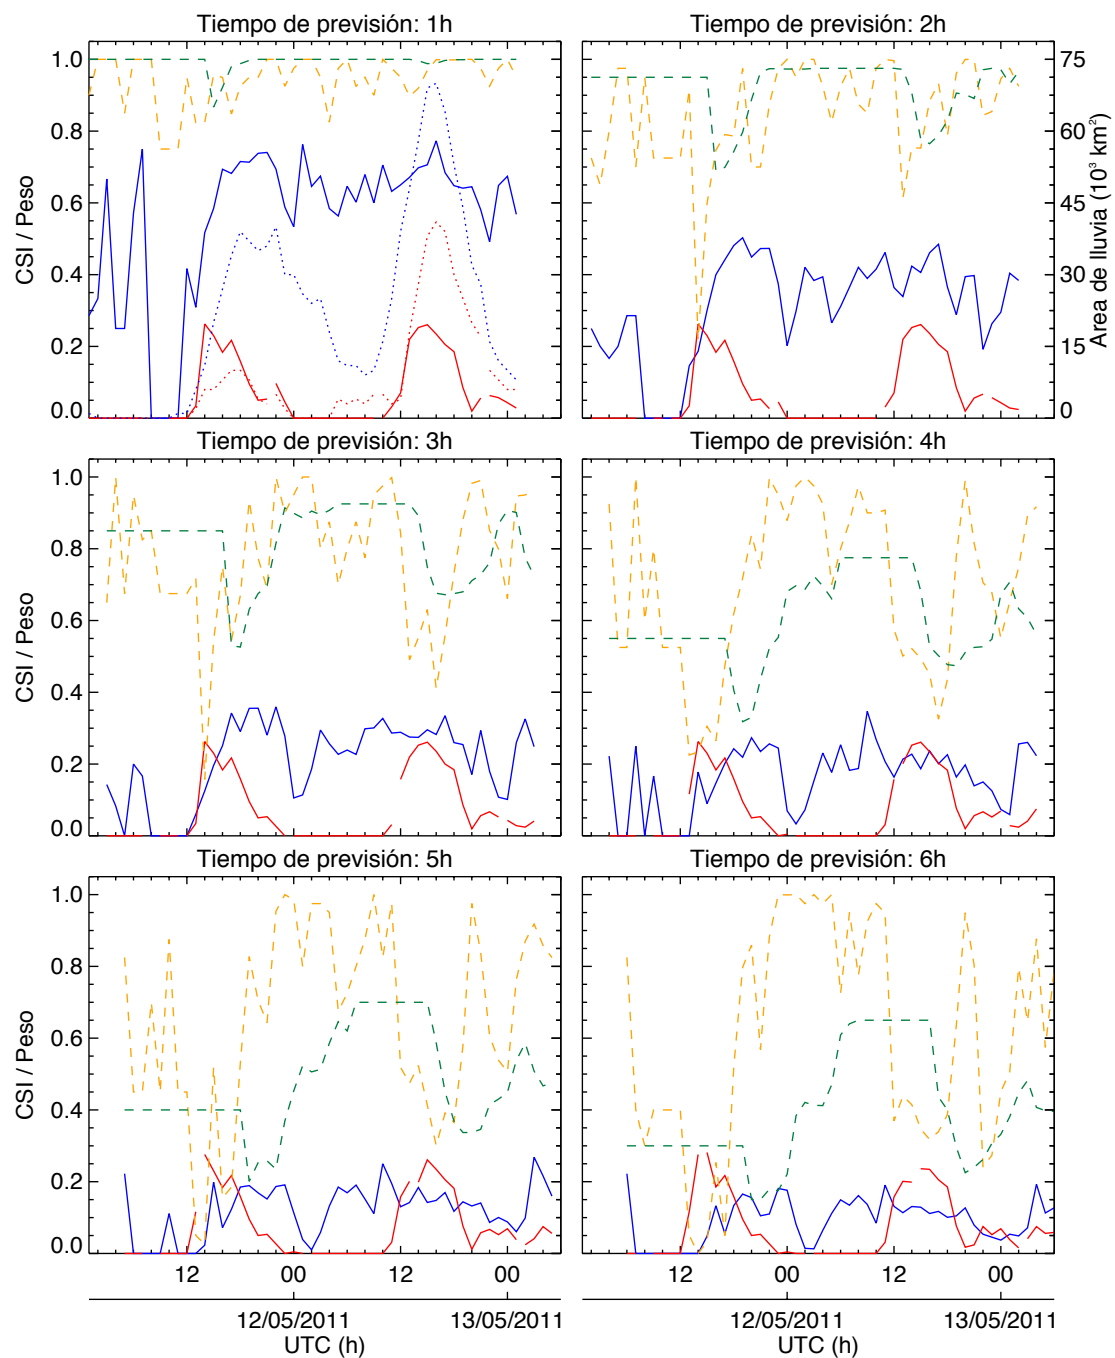 Tiempo de previsión: 1h
Tiempo de previsión: 2h
1.0
0.8
0.6
0.4
0.2
0.0
CSI / Peso
75
60
45
30
15
0
Area de lluvia (10³ km²)
Tiempo de previsión: 3h
Tiempo de previsión: 4h
1.0
0.8
0.6
0.4
0.2
0.0
CSI / Peso
Tiempo de previsión: 5h
Tiempo de previsión: 6h
1.0
0.8
0.6
0.4
0.2
0.0
CSI / Peso
12 00 12 00
12 00 12 00
12/05/2011 13/05/2011
12/05/2011 13/05/2011
UTC (h)
UTC (h)